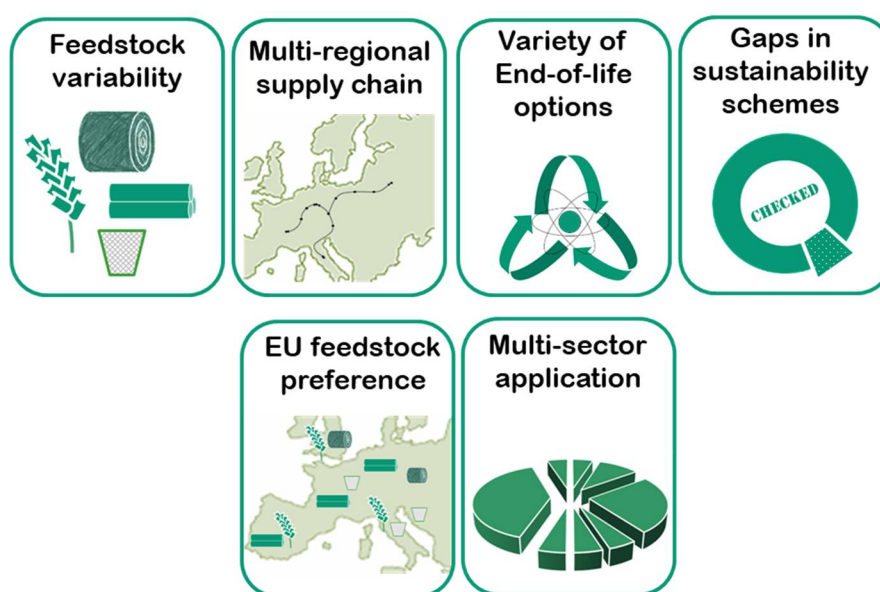 Feedstock
variability
Multi-regional
supply chain
Variety of
End-of-life
options
Gaps in
sustainability
schemes
CHECKED
EU feedstock
preference
Multi-sector
application